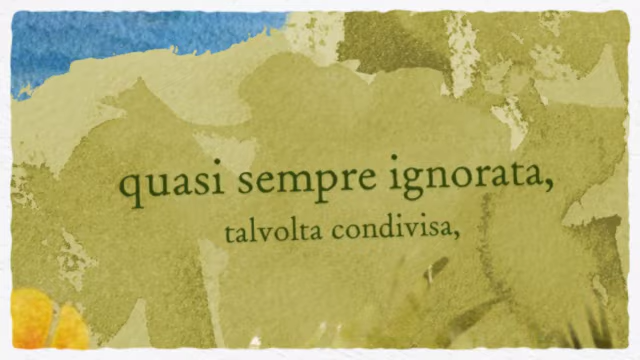 quasi sempre ignorata,
talvolta condivisa,